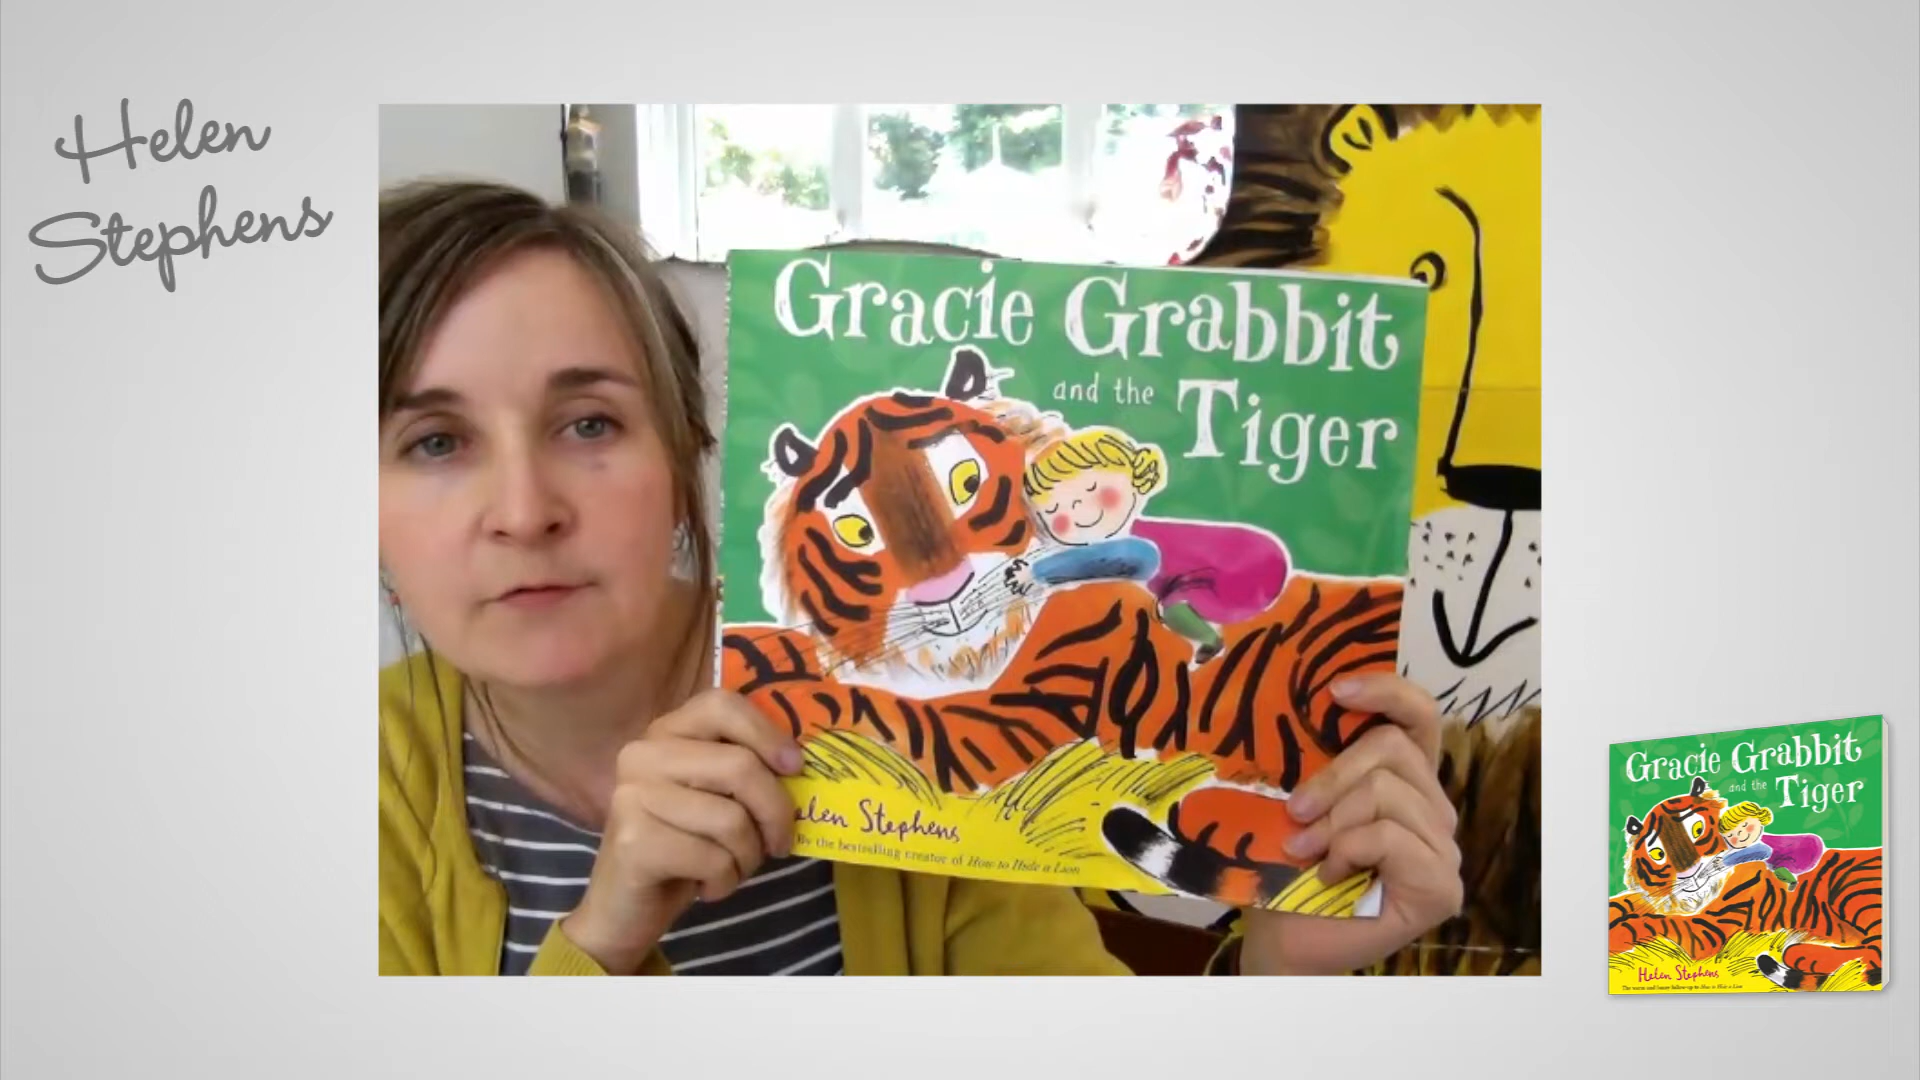 Helen
Stephens
Gracie Grabbit
and the Tiger
elen Stephens
By the bestselling creator of How to Hide a Lion
Gracie Grabbit
and the Tiger
Helen Stephens